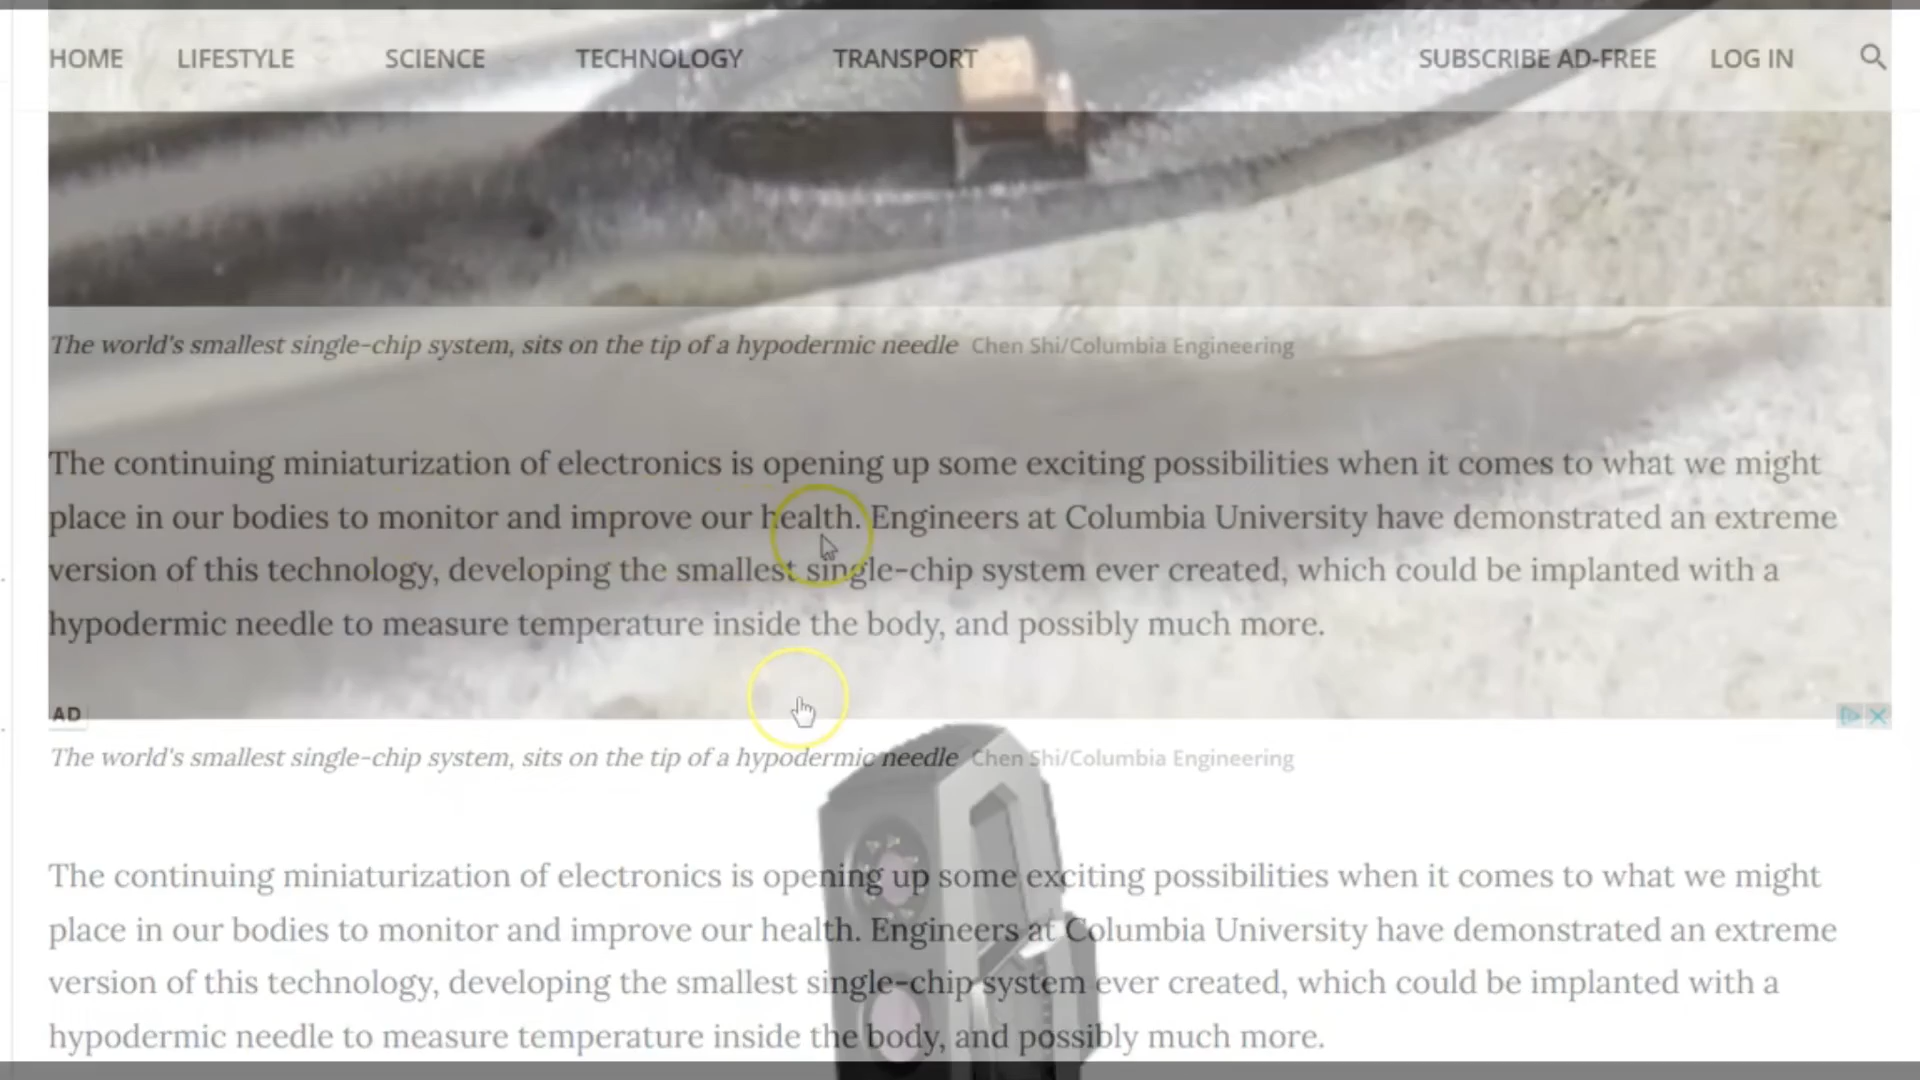 HOME LIFESTYLE SCIENCE TECHNOLOGY TRANSPORT SUBSCRIBE AD-FREE LOG IN
The world's smallest single-chip system, sits on the tip of a hypodermic needle Chen Shi/Columbia Engineering
The continuing miniaturization of electronics is opening up some exciting possibilities when it comes to what we might
place in our bodies to monitor and improve our health. Engineers at Columbia University have demonstrated an extreme
version of this technology, developing the smallest single-chip system ever created, which could be implanted with a
hypodermic needle to measure temperature inside the body, and possibly much more.
AD
The world's smallest single-chip system, sits on the tip of a hypodermic needle Chen Shi/Columbia Engineering
The continuing miniaturization of electronics is opening up some exciting possibilities when it comes to what we might
place in our bodies to monitor and improve our health. Engineers at Columbia University have demonstrated an extreme
version of this technology, developing the smallest single-chip system ever created, which could be implanted with a
hypodermic needle to measure temperature inside the body, and possibly much more.